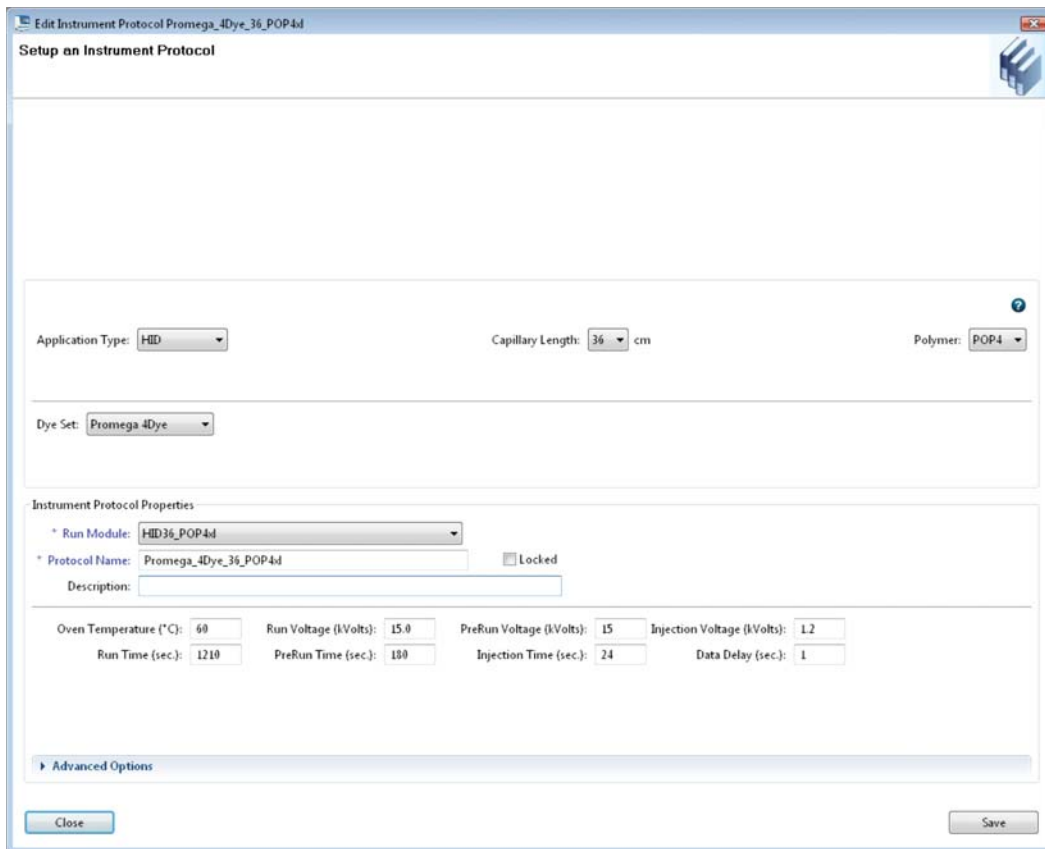 Edit Instrument Protocol Promega_4Dye_36_POP4xl
Setup an Instrument Protocol
?
Application Type: HID Capillary Length: 36 cm Polymer: POP4
Dye Set: Promega 4Dye
Instrument Protocol Properties
* Run Module: HID36_POP4xl
* Protocol Name: Promega_4Dye_36_POP4xl Locked
Description:
Oven Temperature (°C): 60 Run Voltage (kVolts): 15.0 PreRun Voltage (kVolts): 15 Injection Voltage (kVolts): 1.2
Run Time (sec.): 1210 PreRun Time (sec.): 180 Injection Time (sec.): 24 Data Delay (sec.): 1
Advanced Options
Close Save